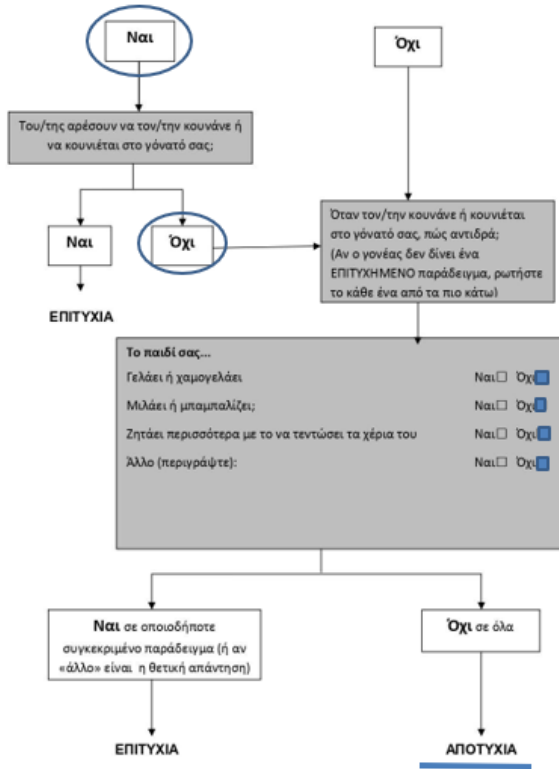 Ναι
Όχι
Του/της αρέσουν να τον/την κουνάνε ή
να κουνιέται στο γόνατό σας;
Ναι
Όχι
Όταν τον/την κουνάνε ή κουνιέται
στο γόνατό σας, πώς αντιδρά;
(Αν ο γονέας δεν δίνει ένα
ΕΠΙΤΥΧΗΜΕΝΟ παράδειγμα, ρωτήστε
το κάθε ένα από τα πιο κάτω)
ΕΠΙΤΥΧΙΑ
Το παιδί σας...
Γελάει ή χαμογελάει Ναι☐ Όχι
Μιλάει ή μπαμπαλίζει; Ναι☐ Όχι
Ζητάει περισσότερα με το να τεντώσει τα χέρια του Ναι☐ Όχι
Άλλο (περιγράψτε): Ναι☐ Όχι
Ναι σε οποιοδήποτε
συγκεκριμένο παράδειγμα (ή αν
«άλλο» είναι η θετική απάντηση)
Όχι σε όλα
ΕΠΙΤΥΧΙΑ
ΑΠΟΤΥΧΙΑ